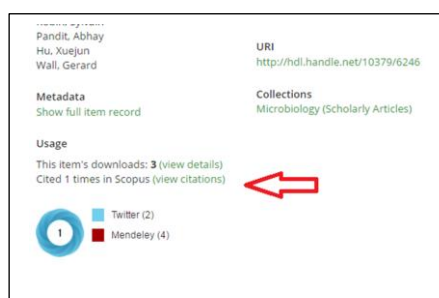 Pandit, Abhay
Hu, Xuejun
Wall, Gerard
URI
http://hdl.handle.net/10379/6246
Metadata
Show full item record
Collections
Microbiology (Scholarly Articles)
Usage
This item's downloads: 3 (view details)
Cited 1 times in Scopus (view citations)
1
Twitter (2)
Mendeley (4)